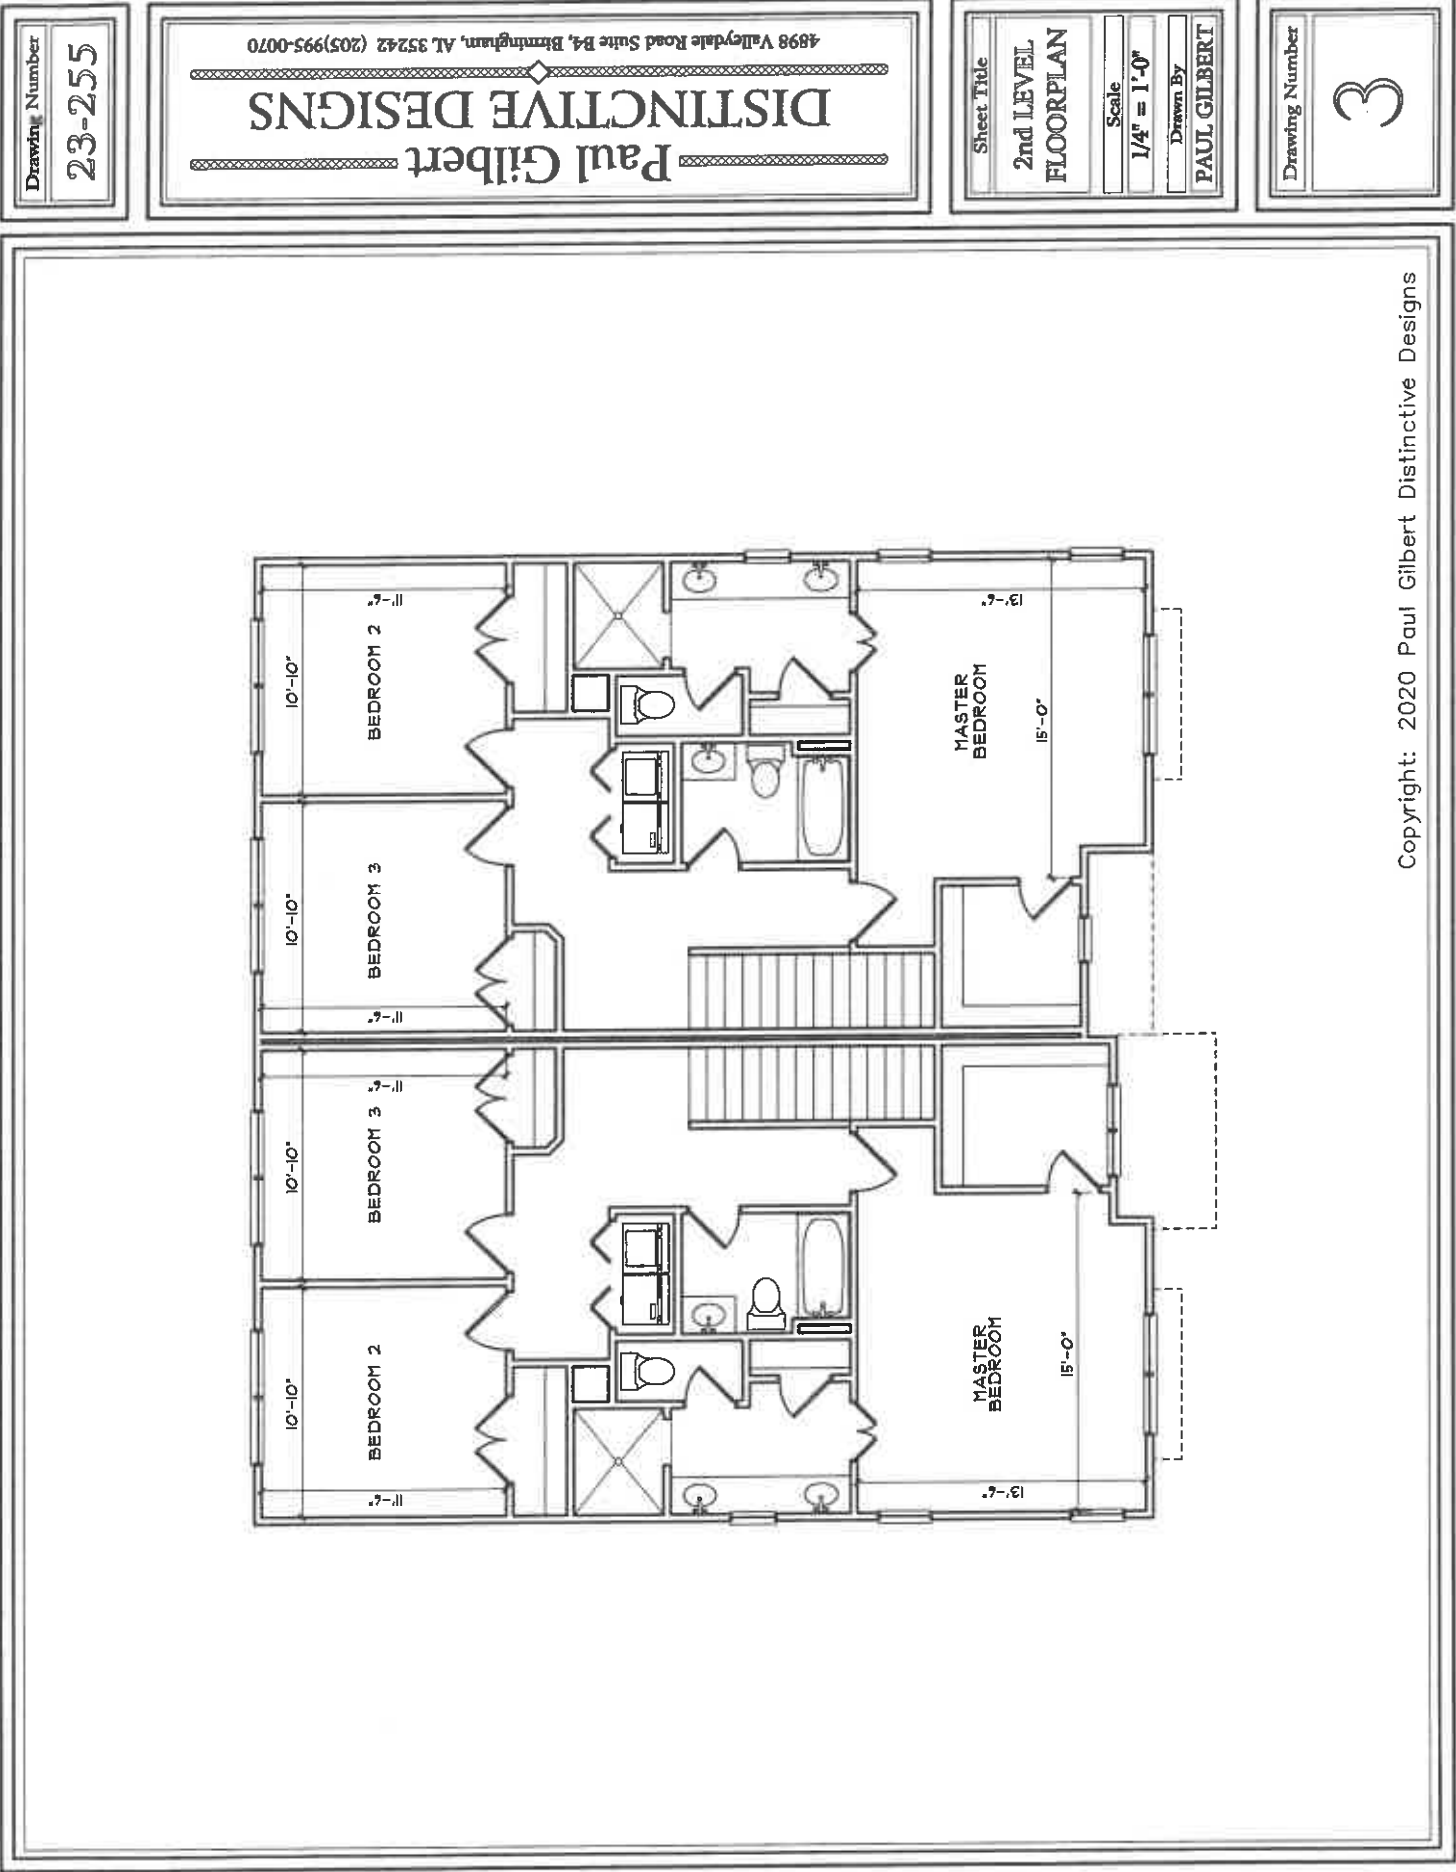 Drawing Number
23-255
Paul Gilbert
DISTINCTIVE DESIGNS
4898 Valleydale Road Suite B4, Birmingham, AL 35242 (205)995-0070
Sheet Title
2nd LEVEL
FLOORPLAN
Scale
1/4" = 1'-0"
Drawn By
PAUL GILBERT
Drawing Number
3
10'-10"
11'-6"
BEDROOM 2
10'-10"
BEDROOM 3
11'-6"
13'-6"
MASTER
BEDROOM
15'-0"
11'-6"
10'-10"
BEDROOM 3
10'-10"
BEDROOM 2
11'-6"
MASTER
BEDROOM
15'-0"
13'-6"
Copyright: 2020 Paul Gilbert Distinctive Designs